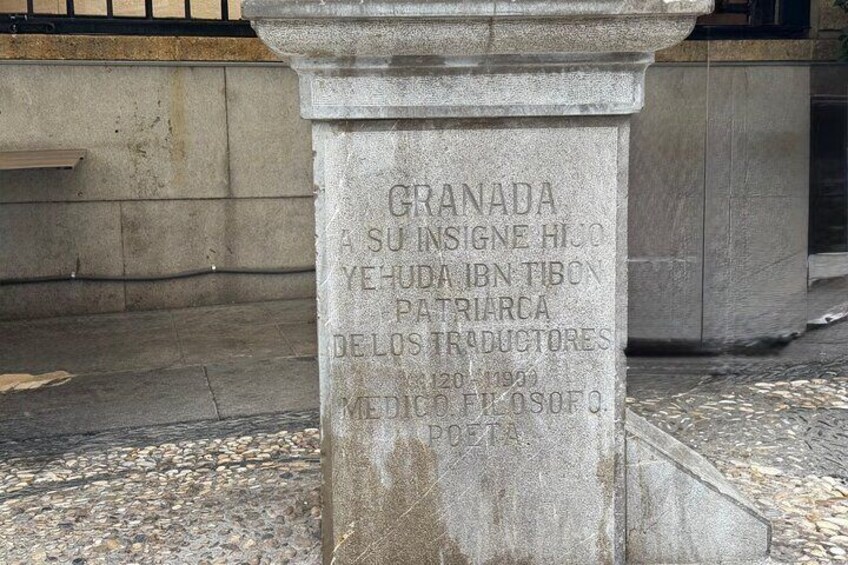 GRANADA
A SU INSIGNE HIJO
YEHUDA IBN TIBON
PATRIARCA
DE LOS TRADUCTORES
(1120-1190)
MEDICO. FILOSOFO.
POETA.